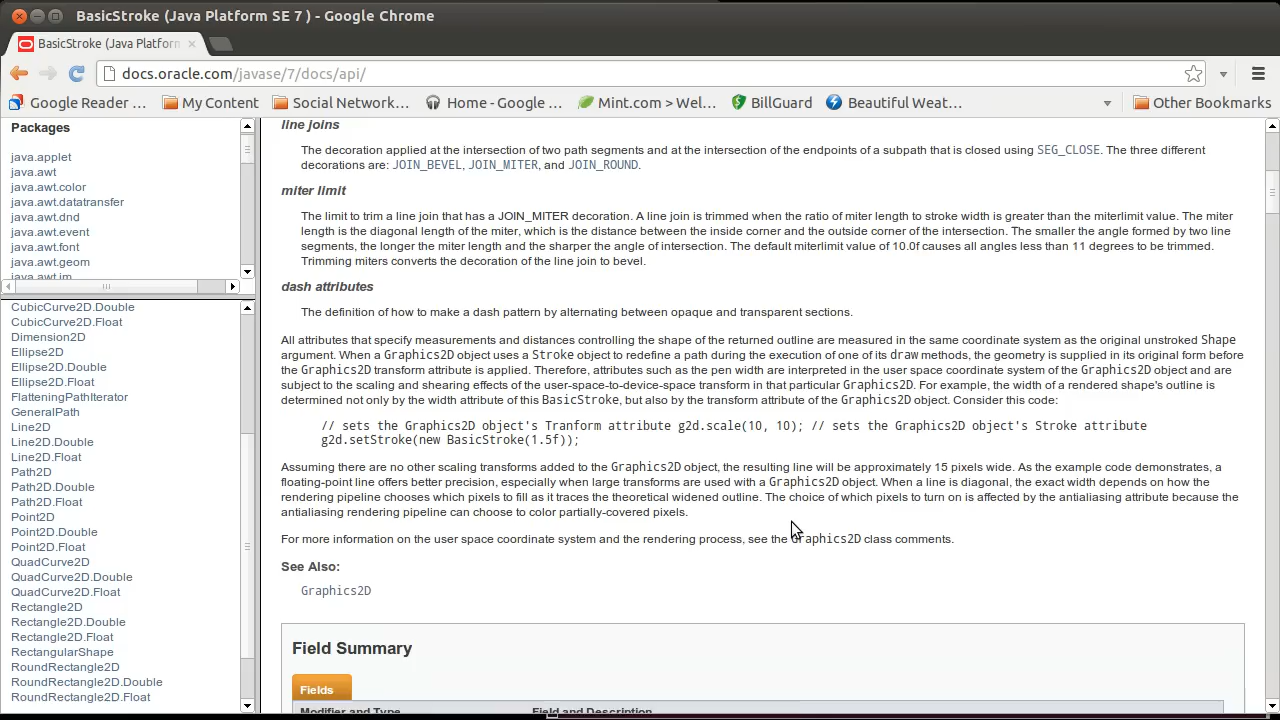 BasicStroke (Java Platform SE 7 ) - Google Chrome
BasicStroke (Java Platforn
docs.oracle.com/javase/7/docs/api/
Google Reader ...
My Content
Social Network...
Home - Google ...
Mint.com > Wel...
BillGuard
Beautiful Weat...
Other Bookmarks
Packages
java.applet
java.awt
java.awt.color
java.awt.datatransfer
java.awt.dnd
java.awt.event
java.awt.font
java.awt.geom
java.awt.im
CubicCurve2D.Double
CubicCurve2D.Float
Dimension2D
Ellipse2D
Ellipse2D.Double
Ellipse2D.Float
FlatteningPathIterator
GeneralPath
Line2D
Line2D.Double
Line2D.Float
Path2D
Path2D.Double
Path2D.Float
Point2D
Point2D.Double
Point2D.Float
QuadCurve2D
QuadCurve2D.Double
QuadCurve2D.Float
Rectangle2D
Rectangle2D.Double
Rectangle2D.Float
RectangularShape
RoundRectangle2D
RoundRectangle2D.Double
RoundRectangle2D.Float
line joins
The decoration applied at the intersection of two path segments and at the intersection of the endpoints of a subpath that is closed using SEG_CLOSE. The three different
decorations are: JOIN_BEVEL, JOIN_MITER, and JOIN_ROUND.
miter limit
The limit to trim a line join that has a JOIN_MITER decoration. A line join is trimmed when the ratio of miter length to stroke width is greater than the miterlimit value. The miter
length is the diagonal length of the miter, which is the distance between the inside corner and the outside corner of the intersection. The smaller the angle formed by two line
segments, the longer the miter length and the sharper the angle of intersection. The default miterlimit value of 10.0f causes all angles less than 11 degrees to be trimmed.
Trimming miters converts the decoration of the line join to bevel.
dash attributes
The definition of how to make a dash pattern by alternating between opaque and transparent sections.
All attributes that specify measurements and distances controlling the shape of the returned outline are measured in the same coordinate system as the original unstroked Shape
argument. When a Graphics2D object uses a Stroke object to redefine a path during the execution of one of its draw methods, the geometry is supplied in its original form before
the Graphics2D transform attribute is applied. Therefore, attributes such as the pen width are interpreted in the user space coordinate system of the Graphics2D object and are
subject to the scaling and shearing effects of the user-space-to-device-space transform in that particular Graphics2D. For example, the width of a rendered shape's outline is
determined not only by the width attribute of this BasicStroke, but also by the transform attribute of the Graphics2D object. Consider this code:
// sets the Graphics2D object's Tranform attribute g2d.scale(10, 10); // sets the Graphics2D object's Stroke attribute
g2d.setStroke(new BasicStroke(1.5f));
Assuming there are no other scaling transforms added to the Graphics2D object, the resulting line will be approximately 15 pixels wide. As the example code demonstrates, a
floating-point line offers better precision, especially when large transforms are used with a Graphics2D object. When a line is diagonal, the exact width depends on how the
rendering pipeline chooses which pixels to fill as it traces the theoretical widened outline. The choice of which pixels to turn on is affected by the antialiasing attribute because the
antialiasing rendering pipeline can choose to color partially-covered pixels.
For more information on the user space coordinate system and the rendering process, see the Graphics2D class comments.
See Also:
Graphics2D
Field Summary
Fields
Modifier and Type
Field and Description